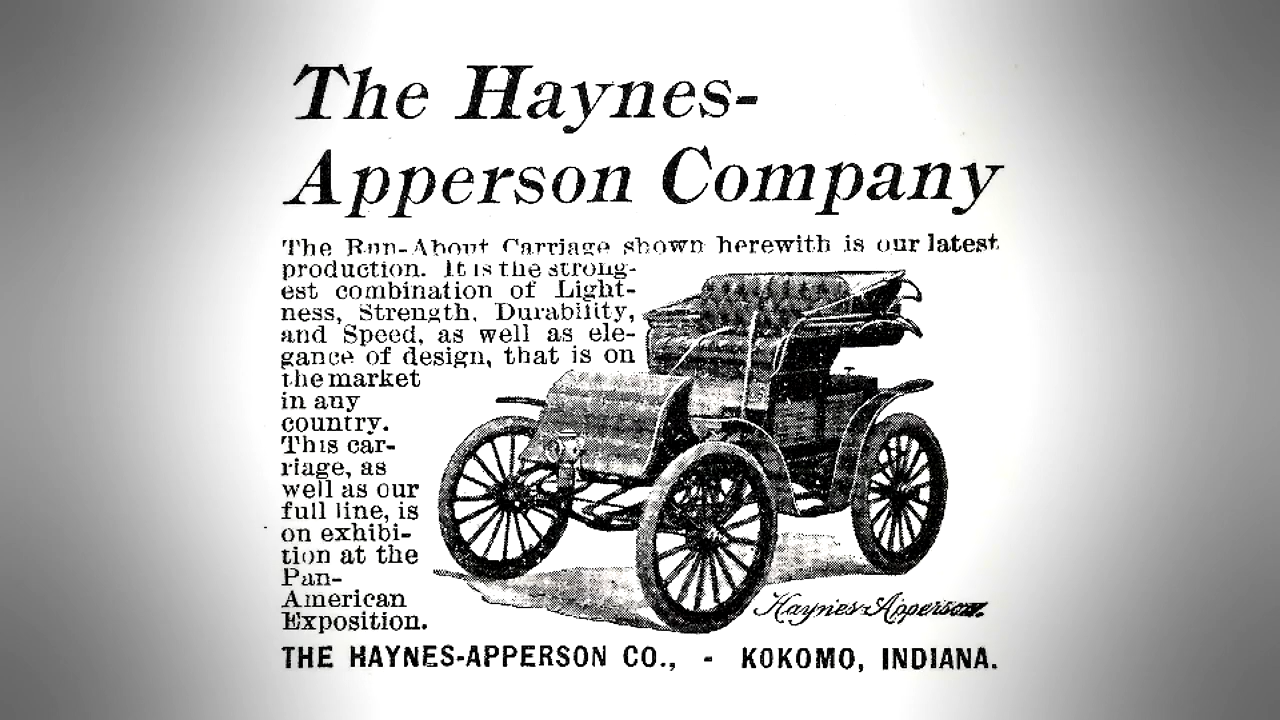 The Haynes-
Apperson Company
The Run-About Carriage shown herewith is our latest
production. It is the strong-
est combination of Light-
ness, Strength, Durability,
and Speed, as well as ele-
gance of design, that is on
the market
in any
country.
This car-
riage, as
well as our
full line, is
on exhibi-
tion at the
Pan-
American
Exposition.
Haynes-Apperson.
THE HAYNES-APPERSON CO., - KOKOMO, INDIANA.